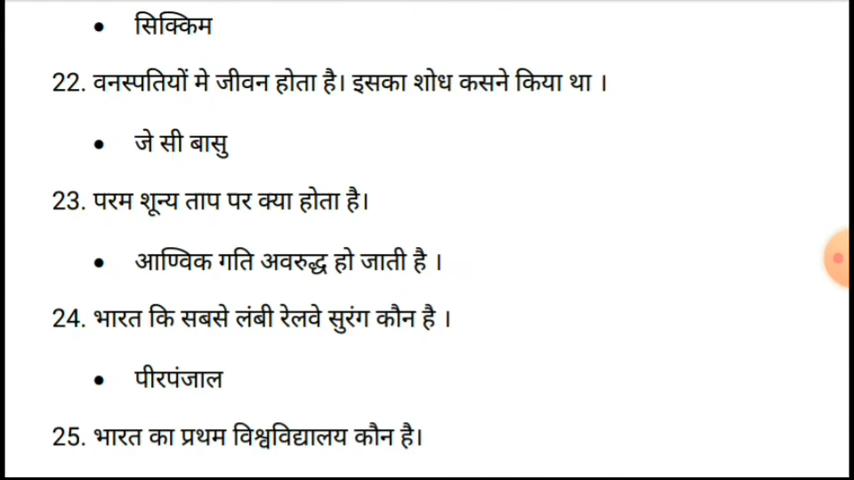 • सिक्किम
22. वनस्पतियों मे जीवन होता है। इसका शोध कसने किया था ।
• जे सी बासु
23. परम शून्य ताप पर क्या होता है।
• आण्विक गति अवरुद्ध हो जाती है ।
24. भारत कि सबसे लंबी रेलवे सुरंग कौन है ।
• पीरपंजाल
25. भारत का प्रथम विश्वविद्यालय कौन है।